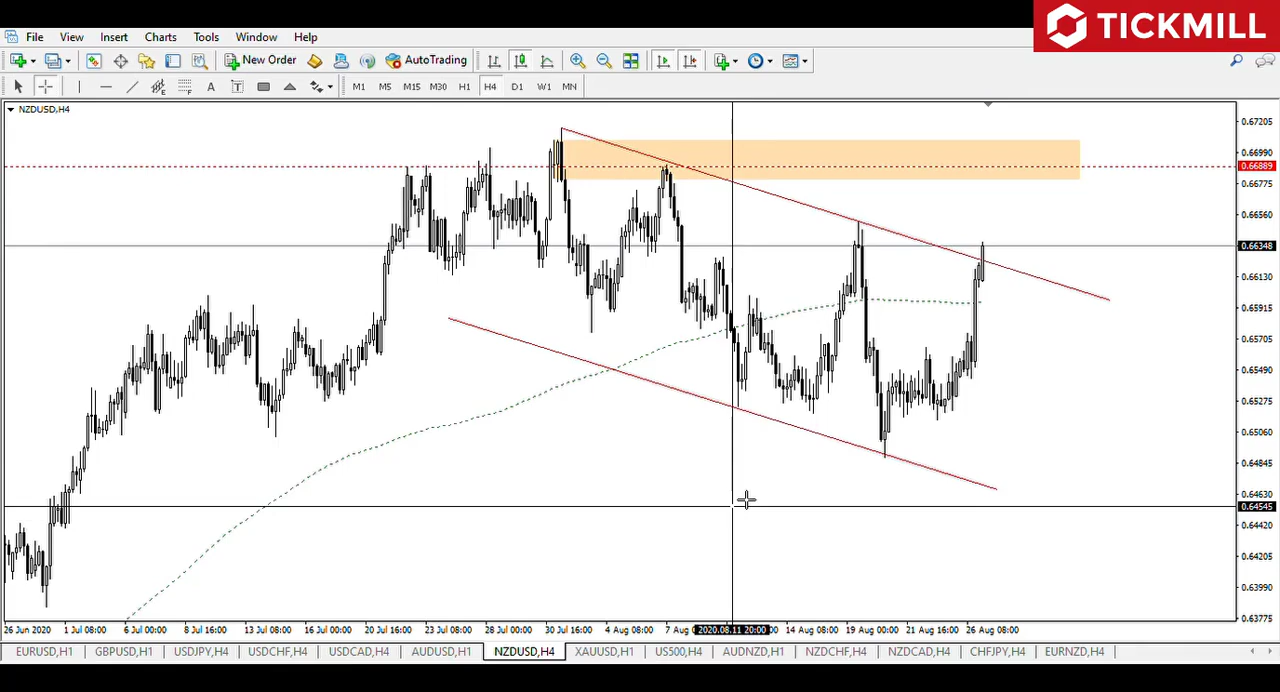 TICKMILL
File View Insert Charts Tools Window Help
New Order AutoTrading
A T M1 M5 M15 M30 H1 H4 D1 W1 MN
NZDUSD,H4
0.67205
0.66990
0.66889
0.66775
0.66560
0.66348
0.66130
0.65915
0.65705
0.65490
0.65275
0.65060
0.64845
0.64630
0.64545
0.64420
0.64205
0.63990
0.63775
26 Jun 2020 1 Jul 08:00 6 Jul 00:00 8 Jul 16:00 13 Jul 08:00 16 Jul 00:00 20 Jul 16:00 23 Jul 08:00 28 Jul 00:00 30 Jul 16:00 4 Aug 08:00 7 Aug 2020.08.11 20:00 14 Aug 08:00 19 Aug 00:00 21 Aug 16:00 26 Aug 08:00
EURUSD,H1 GBPUSD,H1 USDJPY,H4 USDCHF,H4 USDCAD,H4 AUDUSD,H1 NZDUSD,H4 XAUUSD,H1 US500,H4 AUDNZD,H1 NZDCHF,H4 NZDCAD,H4 CHFJPY,H4 EURNZD,H4